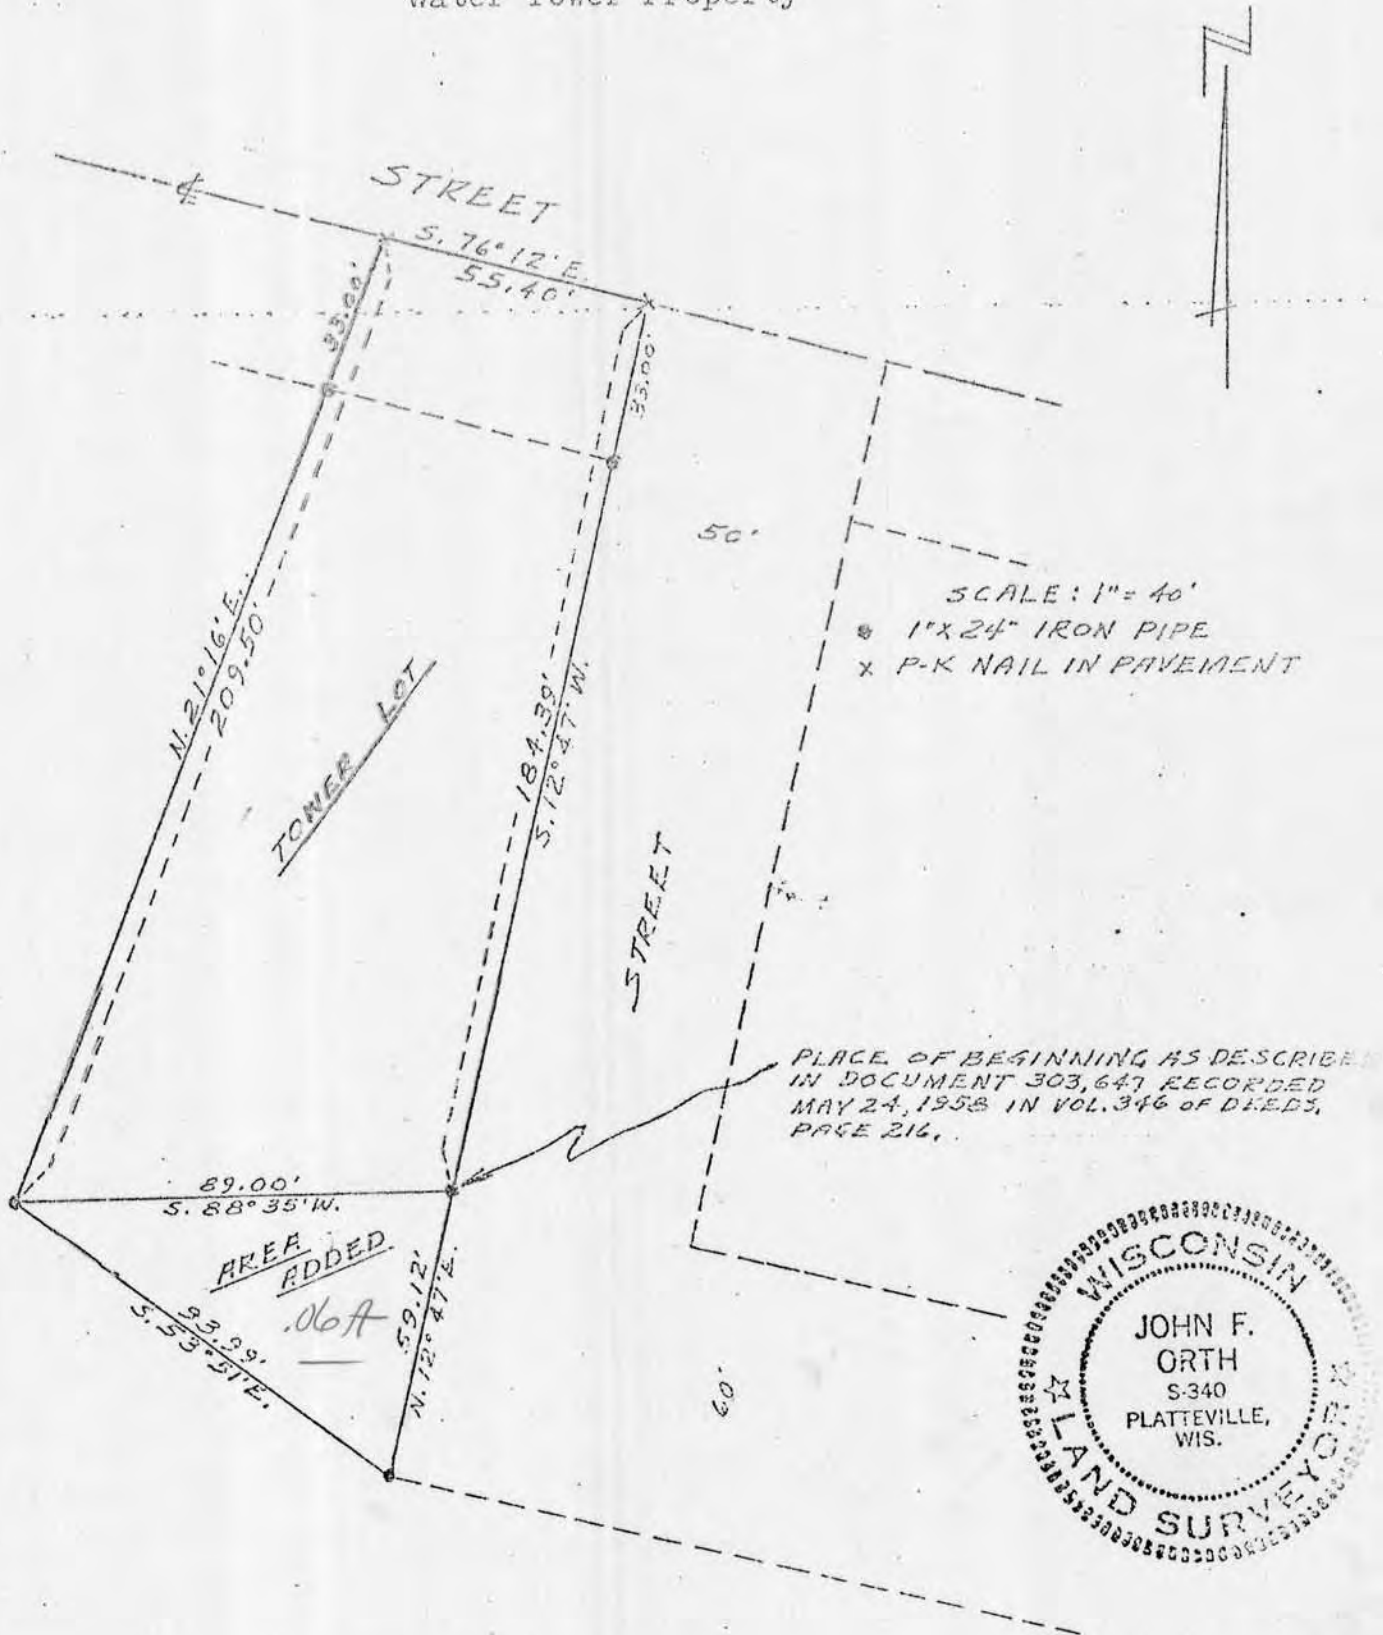 Water Tower Property
N
℄
STREET
S. 76° 12' E.
55.40'
33.00'
33.00'
50'
SCALE: 1" = 40'
1" X 24" IRON PIPE
X P-K NAIL IN PAVEMENT
N. 21° 16' E.
209.50'
TOWER LOT
184.39'
S. 12° 47' W.
STREET
PLACE OF BEGINNING AS DESCRIBE
IN DOCUMENT 303,647 RECORDED
MAY 24, 1958 IN VOL. 346 OF DEEDS,
PAGE 216.
89.00'
S. 88° 35' W.
AREA
ADDED
.06 A
93.99'
S. 53° 51' E.
59.12'
N. 12° 47' E.
60'
WISCONSIN
JOHN F.
ORTH
S-340
PLATTEVILLE,
WIS.
LAND SURVEYOR